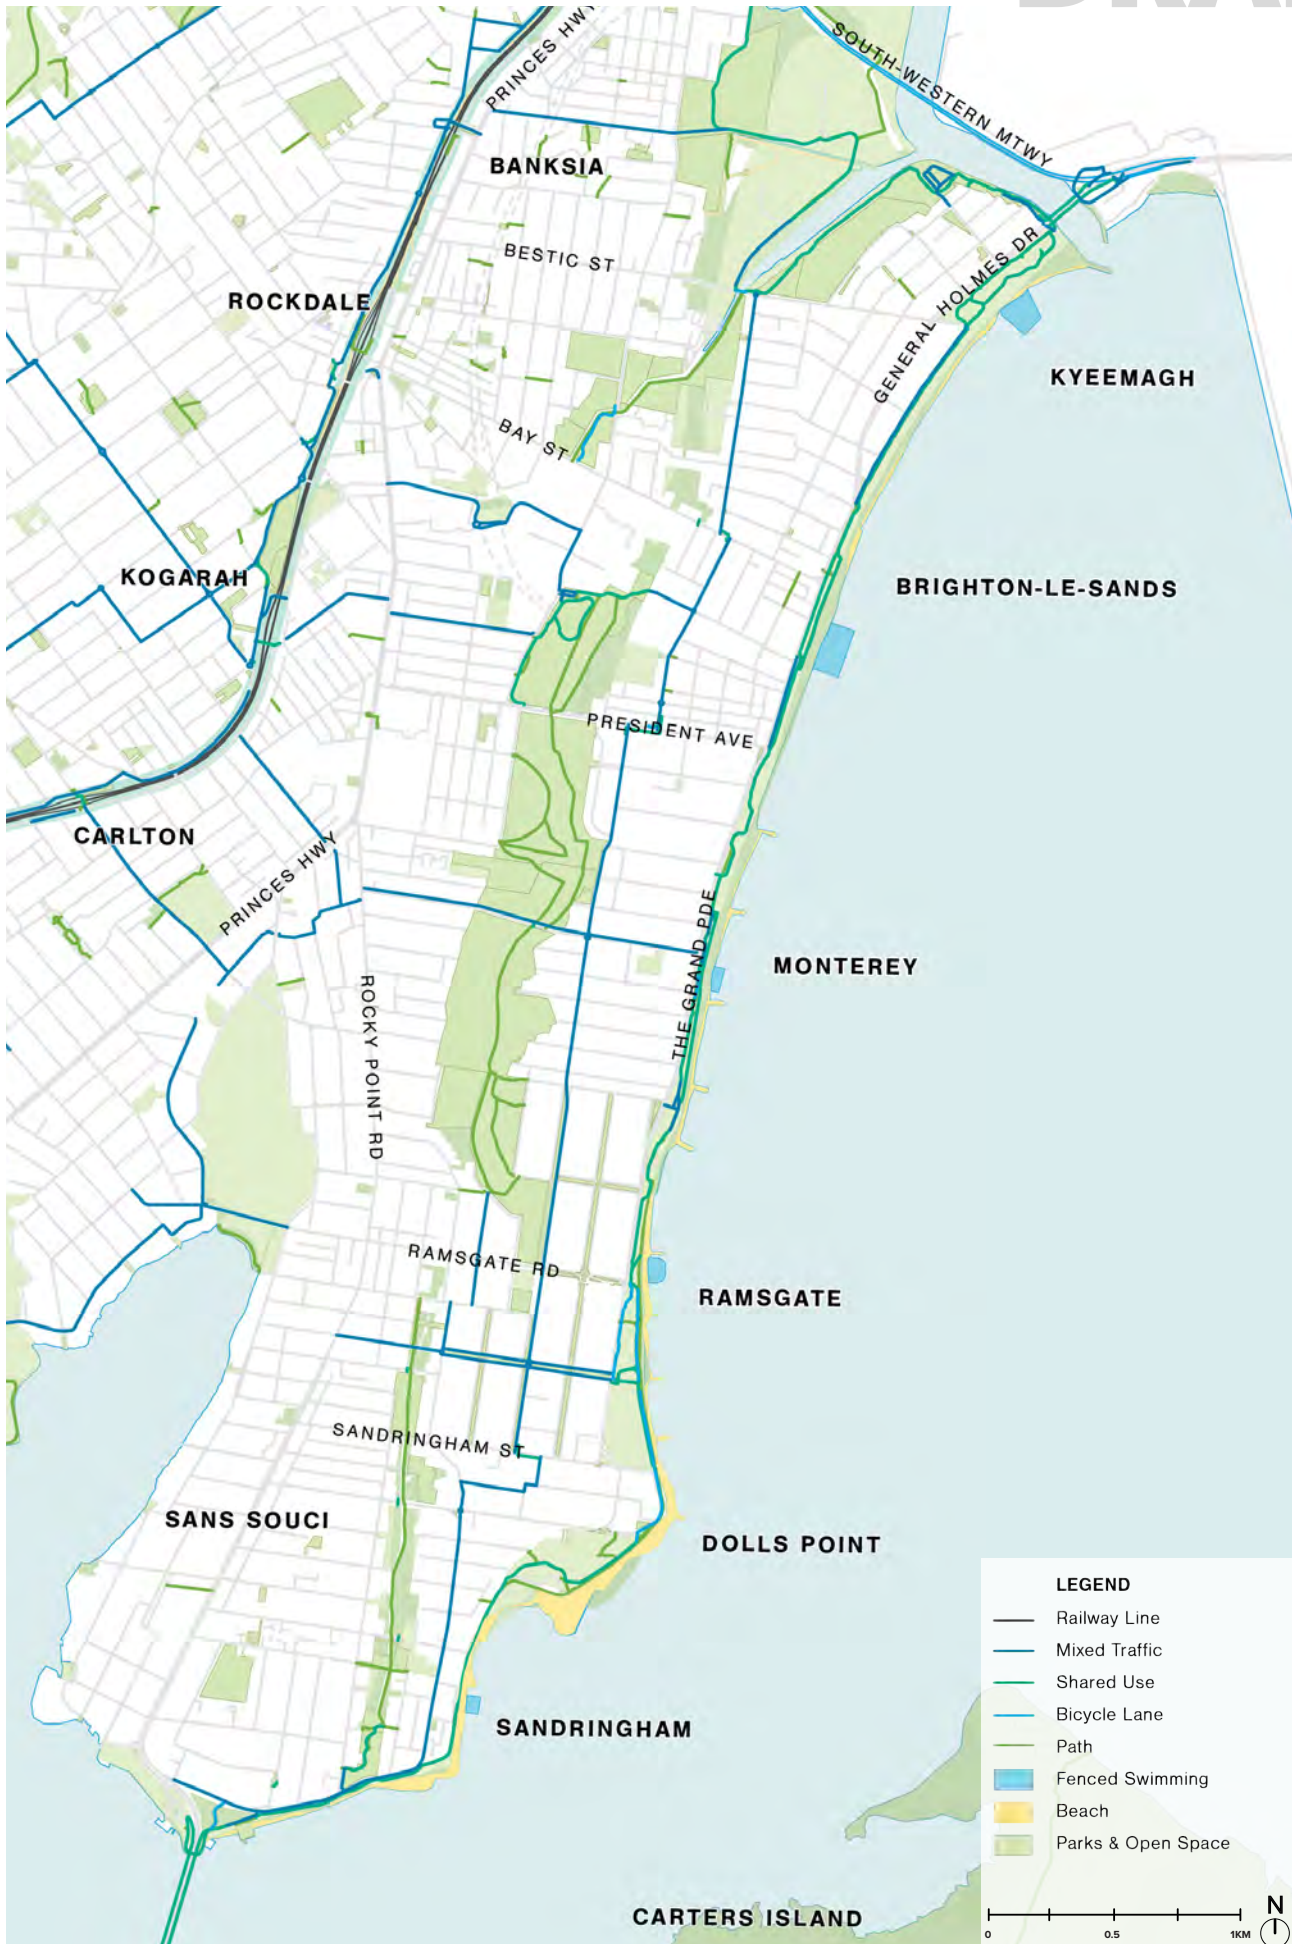 PRINCES HWY
SOUTH-WESTERN MTWY
BANKSIA
BESTIC ST
GENERAL HOLMES DR
ROCKDALE
KYEEMAGH
BAY ST
KOGARAH
BRIGHTON-LE-SANDS
PRESIDENT AVE
CARLTON
PRINCES HWY
THE GRAND PDE
MONTEREY
ROCKY POINT RD
RAMSGATE RD
RAMSGATE
SANDRINGHAM ST
SANS SOUCI
DOLLS POINT
SANDRINGHAM
CARTERS ISLAND
LEGEND
Railway Line
Mixed Traffic
Shared Use
Bicycle Lane
Path
Fenced Swimming
Beach
Parks & Open Space
N
0 0.5 1KM